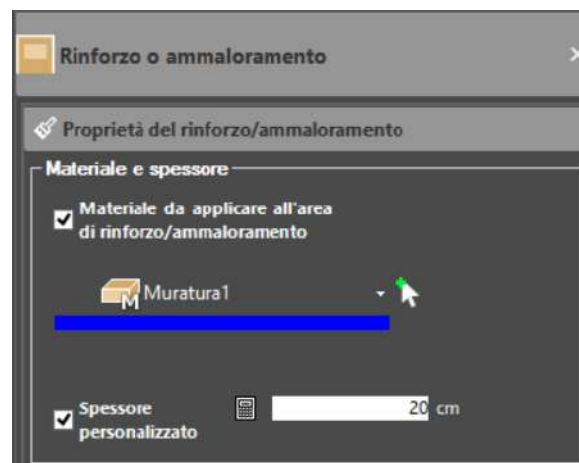 Rinforzo o ammaloramento
Proprietà del rinforzo/ammaloramento
Materiale e spessore
Materiale da applicare all'area
di rinforzo/ammaloramento
M Muratura1
Spessore
personalizzato
20 cm